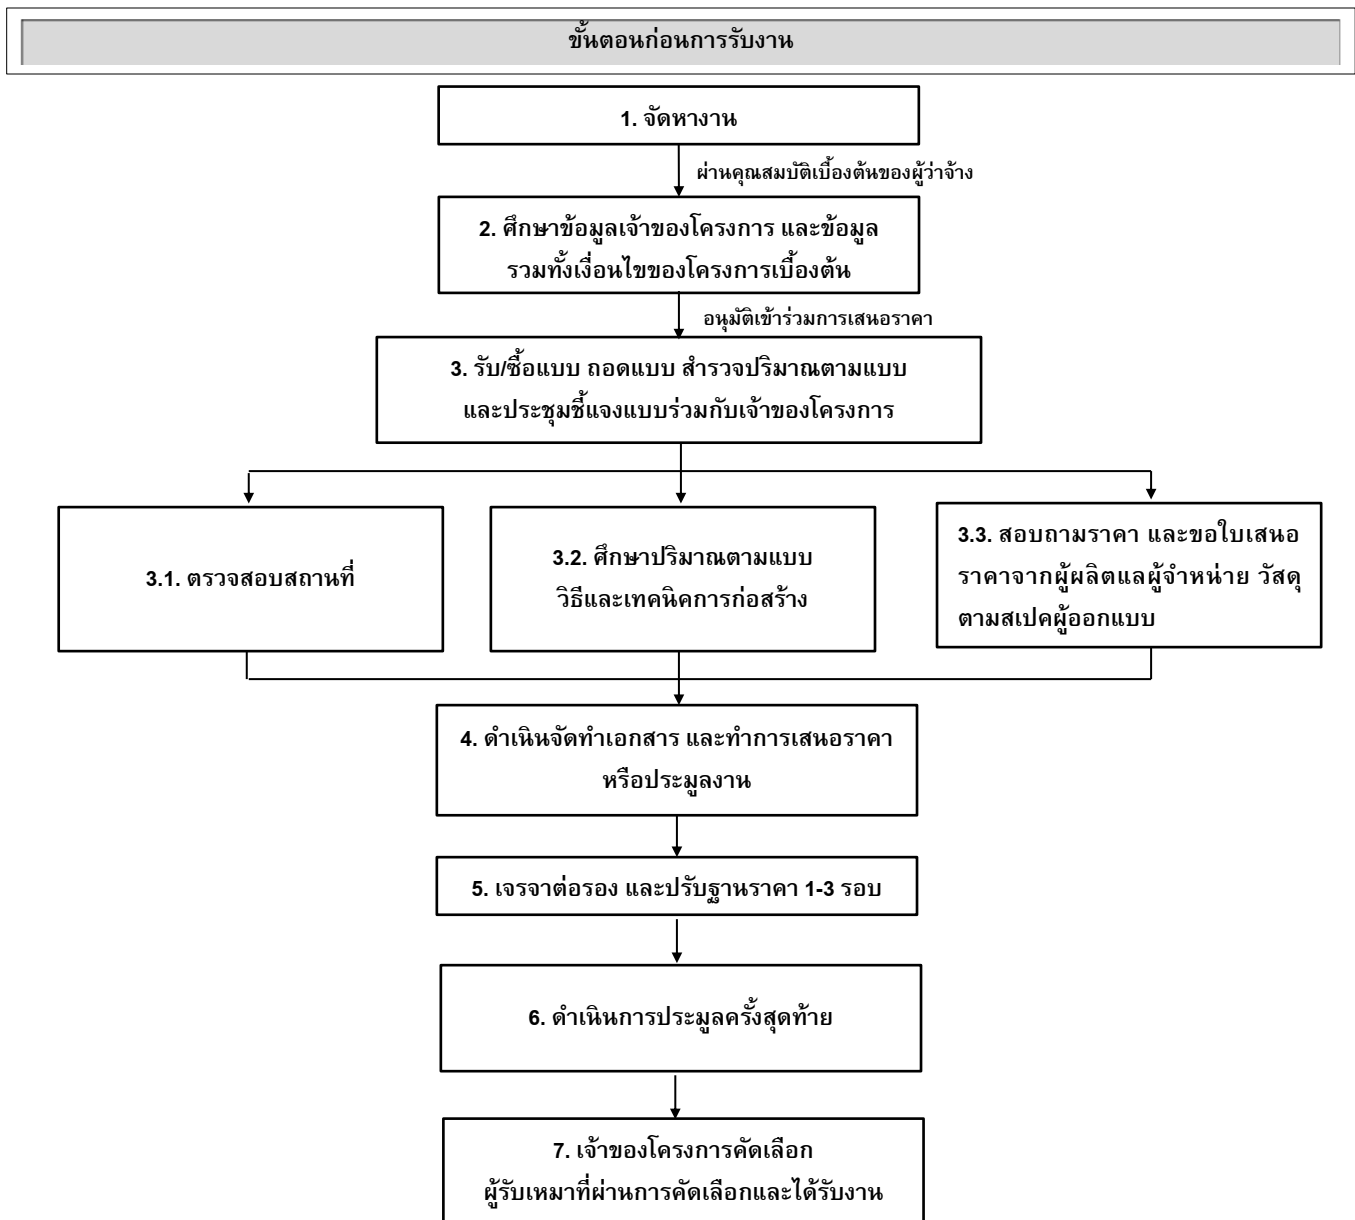 ขั้นตอนก่อนการรับงาน
1. จัดหางาน
ผ่านคุณสมบัติเบื้องต้นของผู้ว่าจ้าง
2. ศึกษาข้อมูลเจ้าของโครงการ และข้อมูล
รวมทั้งเงื่อนไขของโครงการเบื้องต้น
อนุมัติเข้าร่วมการเสนอราคา
3. รับ/ซื้อแบบ ถอดแบบ สำรวจปริมาณตามแบบ
และประชุมชี้แจงแบบร่วมกับเจ้าของโครงการ
3.1. ตรวจสอบสถานที่
3.2. ศึกษาปริมาณตามแบบ
วิธีและเทคนิคการก่อสร้าง
3.3. สอบถามราคา และขอใบเสนอ
ราคาจากผู้ผลิตแลผู้จำหน่าย วัสดุ
ตามสเปคผู้ออกแบบ
4. ดำเนินจัดทำเอกสาร และทำการเสนอราคา
หรือประมูลงาน
5. เจรจาต่อรอง และปรับฐานราคา 1-3 รอบ
6. ดำเนินการประมูลครั้งสุดท้าย
7. เจ้าของโครงการคัดเลือก
ผู้รับเหมาที่ผ่านการคัดเลือกและได้รับงาน